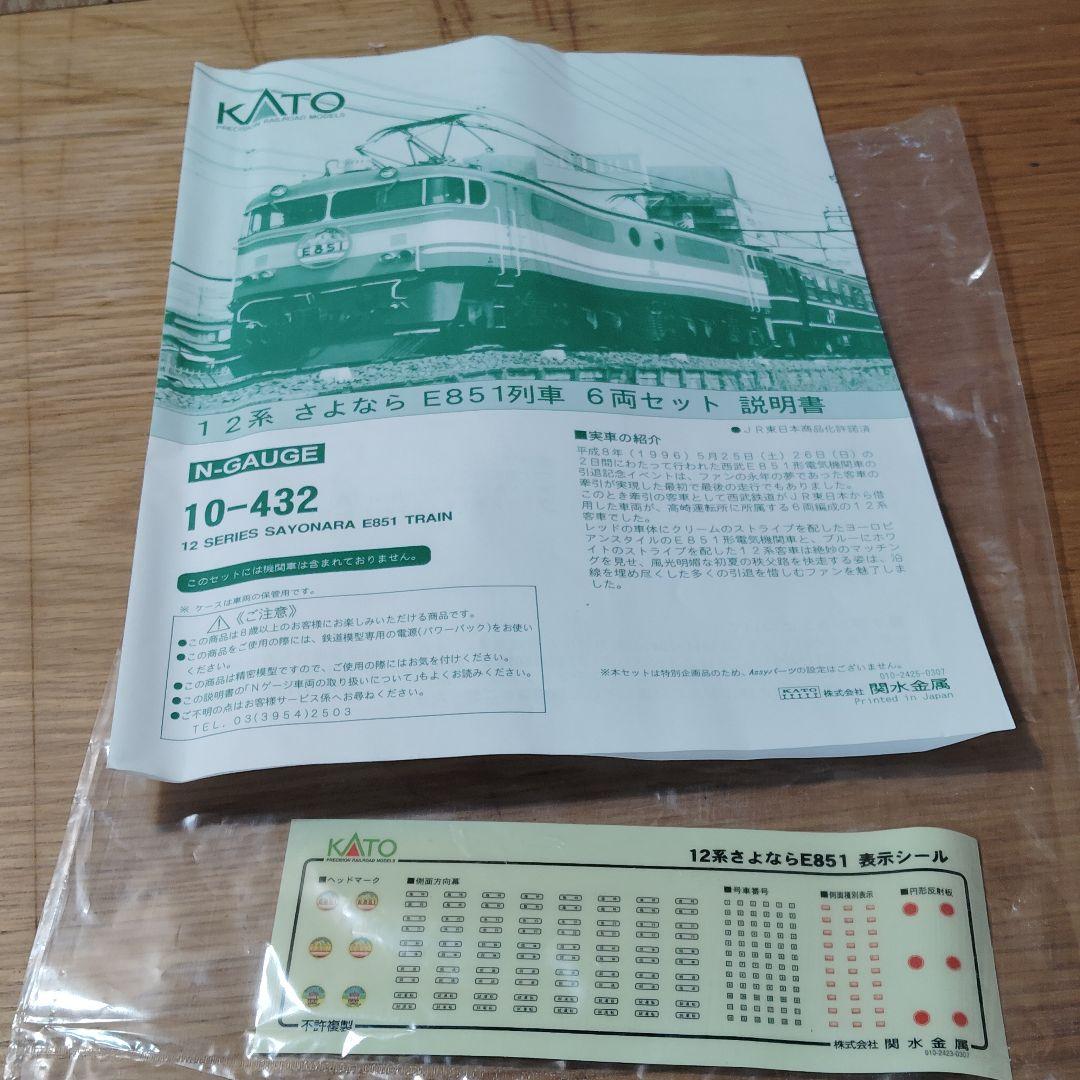 KATO
PRECISION RAILROAD MODELS
E851
JR
12系 さよなら E851列車 6両セット 説明書
●JR東日本商品化許諾済
N-GAUGE
10-432
12 SERIES SAYONARA E851 TRAIN
このセットには機関車は含まれておりません。
※ ケースは車両の保管用です。
《ご注意》
●この商品は8歳以上のお客様にお楽しみいただける商品です。
●この商品をご使用の際には、鉄道模型専用の電源(パワーパック)をお使い
ください。
●この商品は精密模型ですので、ご使用の際にはお気を付けください。
●この説明書の「Nゲージ車両の取り扱いについて」もよくお読みください。
●ご不明の点はお客様サービス係へお尋ねください。
TEL. 03(3954)2503
■実車の紹介
平成8年(1996)5月25日(土)26日(日)の
2日間にわたって行われた西武E851形電気機関車の
引退記念イベントは、ファンの永年の夢であった客車の
牽引が実現した最初で最後の走行でもありました。
このとき牽引の客車として西武鉄道がJR東日本から借
用した車両が、高崎運転所に所属する6両編成の12系
客車でした。
レッドの車体にクリームのストライプを配したヨーロピ
アンスタイルのE851形電気機関車と、ブルーにホワ
イトのストライプを配した12系客車は絶妙のマッチン
グを見せ、風光明媚な初夏の秩父路を快走する姿は、沿
線を埋め尽くした多くの引退を惜しむファンを魅了しま
した。
※本セットは特別企画品のため、Assyパーツの設定はございません。
010-2425-0307
KATO 株式会社 関水金属
Printed in Japan
KATO
PRECISION RAILROAD MODELS
12系さよならE851 表示シール
■ヘッドマーク
■側面方向幕
■号車番号
■側面種別表示
■円形反射板
E851 E851
不許複製
株式会社 関水金属
010-2423-0307